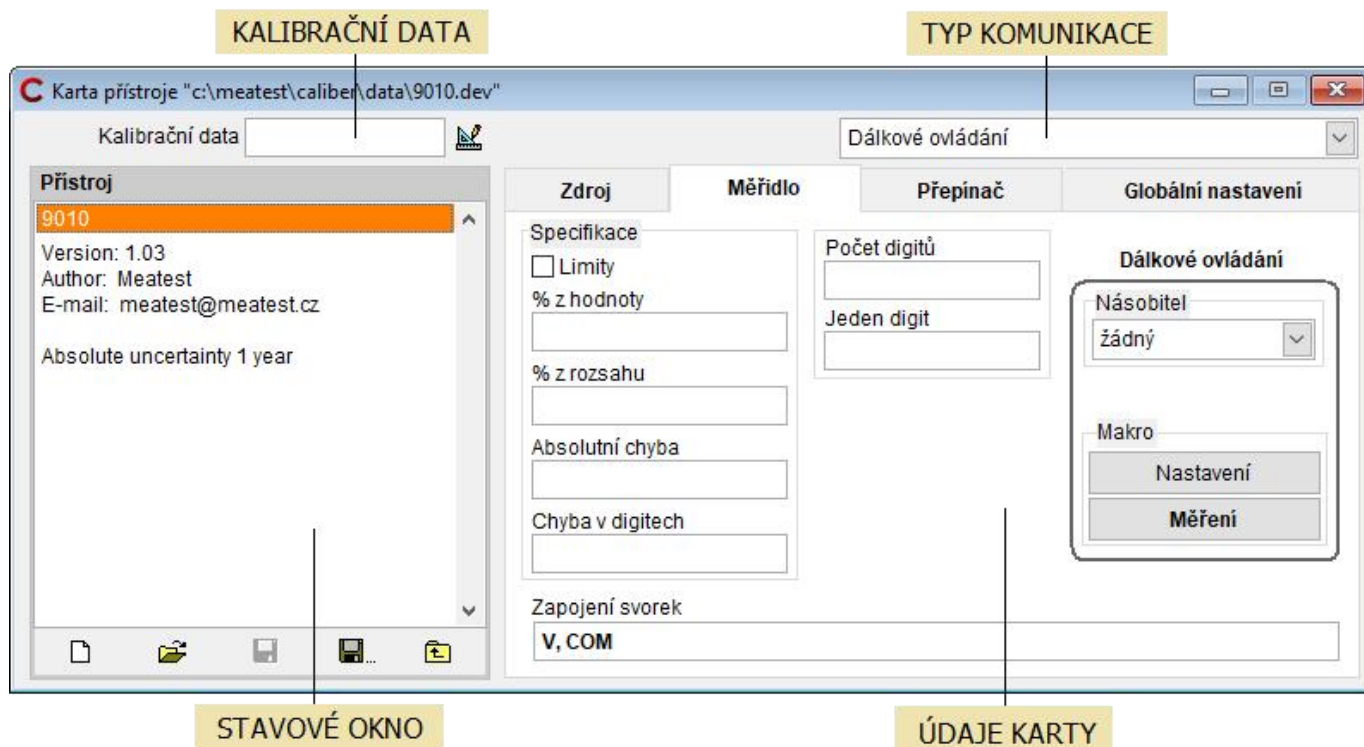 KALIBRAČNÍ DATA
TYP KOMUNIKACE
Karta přístroje "c:\meatest\caliber\data\9010.dev"
Kalibrační data
Dálkové ovládání
Přístroj
9010
Version: 1.03
Author: Meatest
E-mail: meatest@meatest.cz
Absolute uncertainty 1 year
Zdroj
Měřidlo
Přepínač
Globální nastavení
Specifikace
Limity
% z hodnoty
% z rozsahu
Absolutní chyba
Chyba v digitech
Počet digitů
Jeden digit
Dálkové ovládání
Násobitel
žádný
Makro
Nastavení
Měření
Zapojení svorek
V, COM
STAVOVÉ OKNO
ÚDAJE KARTY